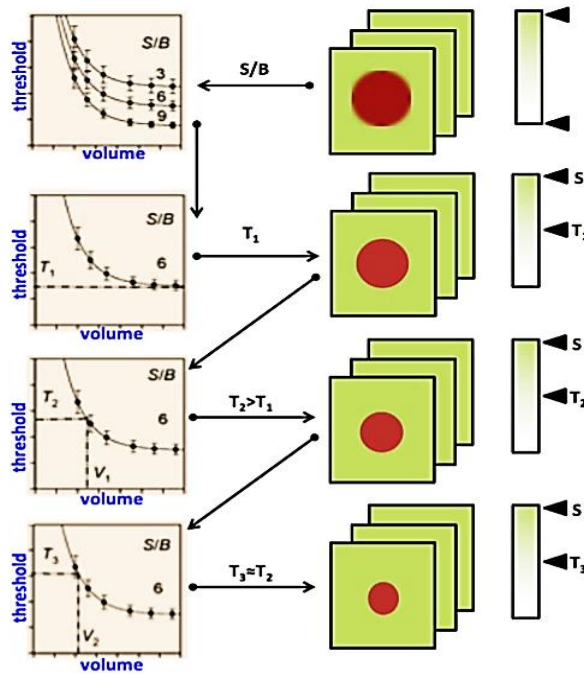 threshold
S/B
3
6
9
volume
S/B
threshold
S/B
6
T1
volume
T1
S
T3
threshold
S/B
6
T2
V1
volume
T2>T1
S
T2
threshold
S/B
6
T3
V2
volume
T3≈T2
S
T3